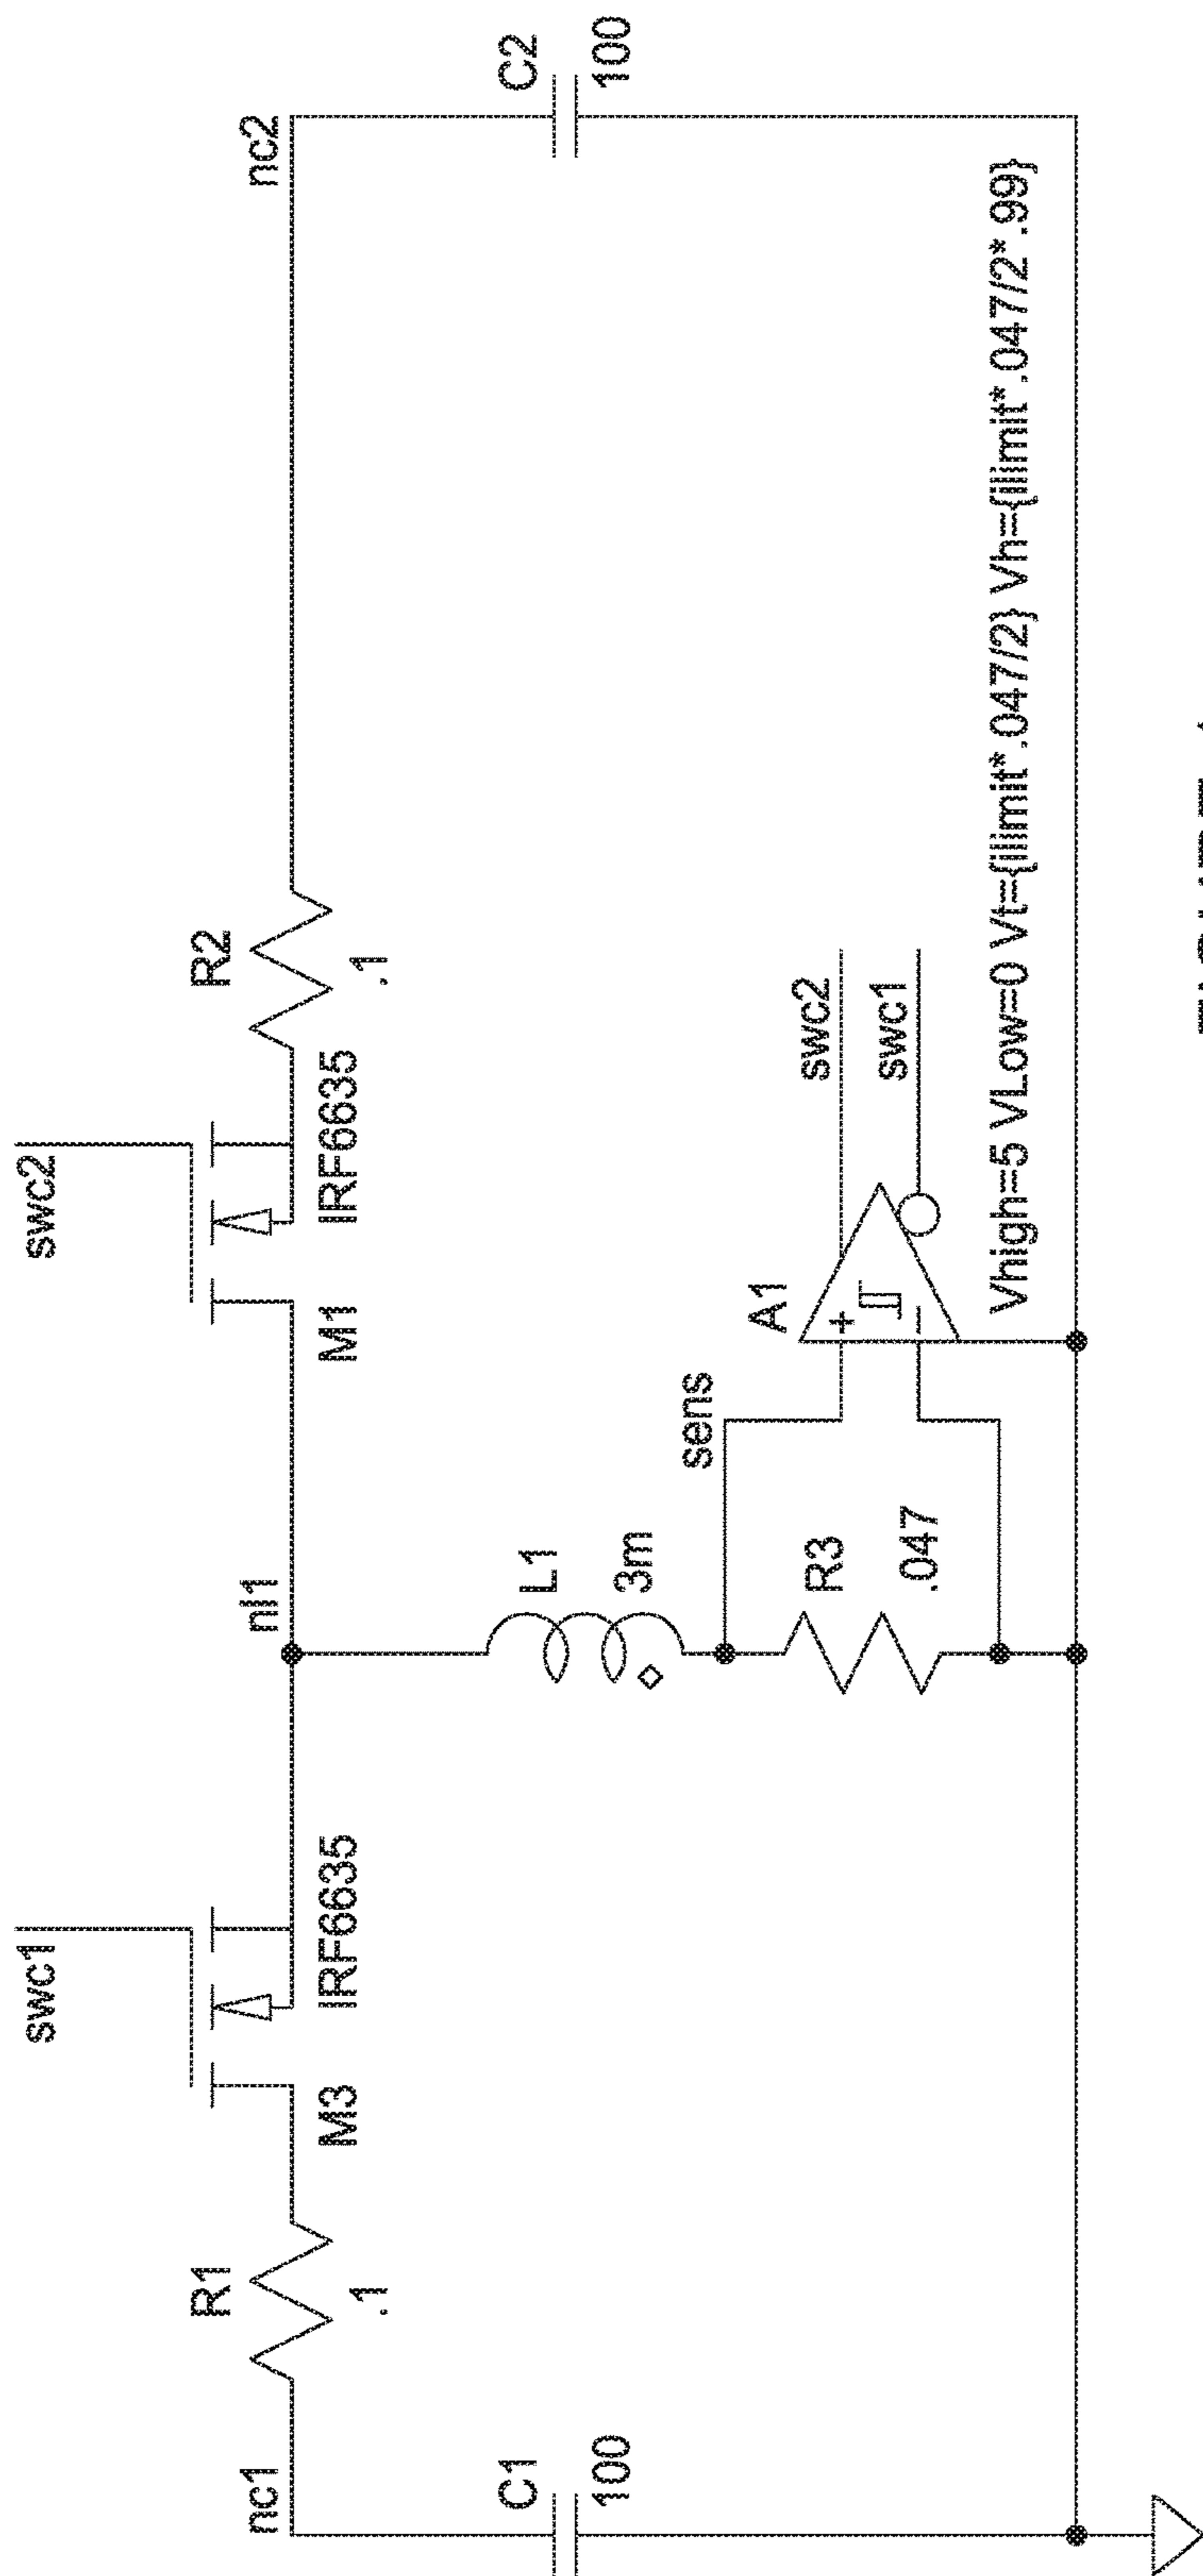 swc1
swc2
nc1
R1
.1
M3
IRF6635
nl1
M1
IRF6635
R2
.1
nc2
C1
100
L1
3m
sens
R3
.047
A1
+
−
swc2
swc1
C2
100
Vhigh=5 VLow=0 Vt={ilimit*.047/2} Vh={ilimit*.047/2*.99}